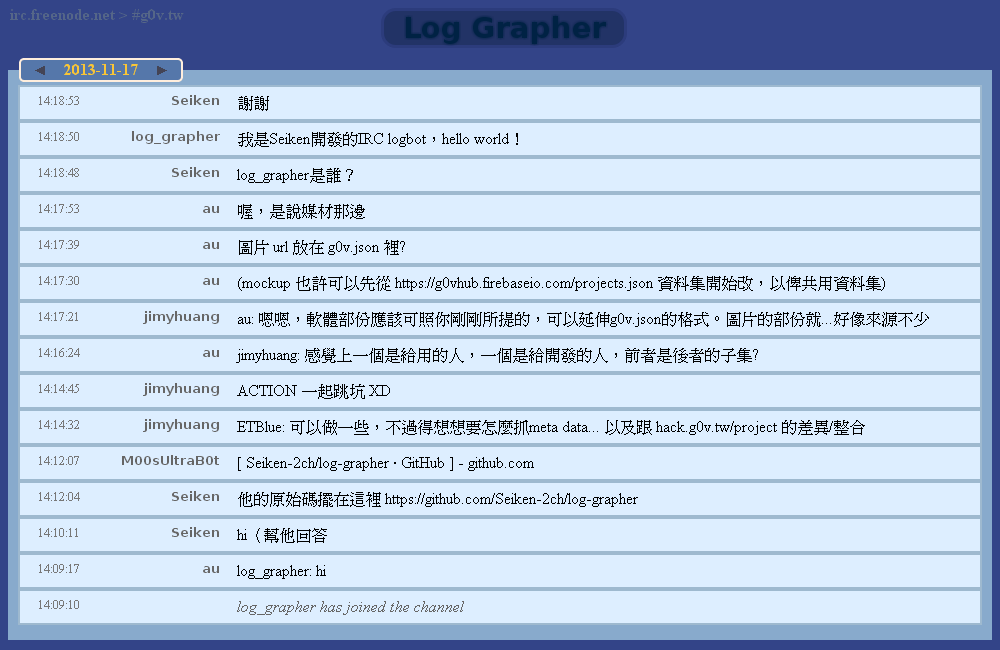 irc.freenode.net > #g0v.tw
Log Grapher
◀ 2013-11-17 ▶
14:18:53 Seiken 謝謝
14:18:50 log_grapher 我是Seiken開發的IRC logbot，hello world！
14:18:48 Seiken log_grapher是誰？
14:17:53 au 喔，是說媒材那邊
14:17:39 au 圖片 url 放在 g0v.json 裡?
14:17:30 au (mockup 也許可以先從 https://g0vhub.firebaseio.com/projects.json 資料集開始改，以俾共用資料集)
14:17:21 jimyhuang au: 嗯嗯，軟體部份應該可照你剛剛所提的，可以延伸g0v.json的格式。圖片的部份就...好像來源不少
14:16:24 au jimyhuang: 感覺上一個是給用的人，一個是給開發的人，前者是後者的子集?
14:14:45 jimyhuang ACTION 一起跳坑 XD
14:14:32 jimyhuang ETBlue: 可以做一些，不過得想想要怎麼抓meta data... 以及跟 hack.g0v.tw/project 的差異/整合
14:12:07 M00sUltraB0t [ Seiken-2ch/log-grapher · GitHub ] - github.com
14:12:04 Seiken 他的原始碼擺在這裡 https://github.com/Seiken-2ch/log-grapher
14:10:11 Seiken hi（幫他回答
14:09:17 au log_grapher: hi
14:09:10 log_grapher has joined the channel